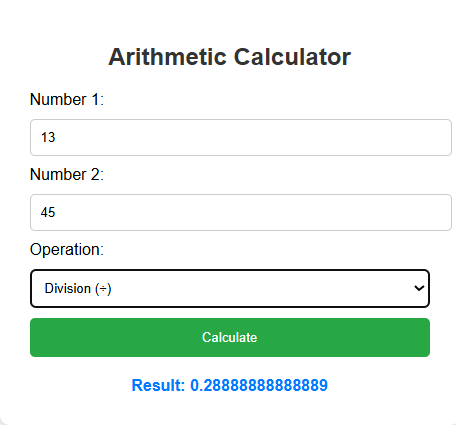 Arithmetic Calculator
Number 1:
13
Number 2:
45
Operation:
Division (÷)
Calculate
Result: 0.28888888888889